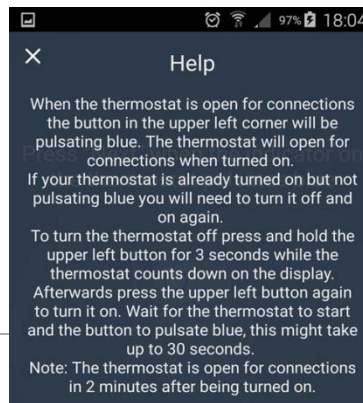 97% 18:04
Help
When the thermostat is open for connections
the button in the upper left corner will be
pulsating blue. The thermostat will open for
connections when turned on.
If your thermostat is already turned on but not
pulsating blue you will need to turn it off and
on again.
To turn the thermostat off press and hold the
upper left button for 3 seconds while the
thermostat counts down on the display.
Afterwards press the upper left button again
to turn it on. Wait for the thermostat to start
and the button to pulsate blue, this might take
up to 30 seconds.
Note: The thermostat is open for connections
in 2 minutes after being turned on.